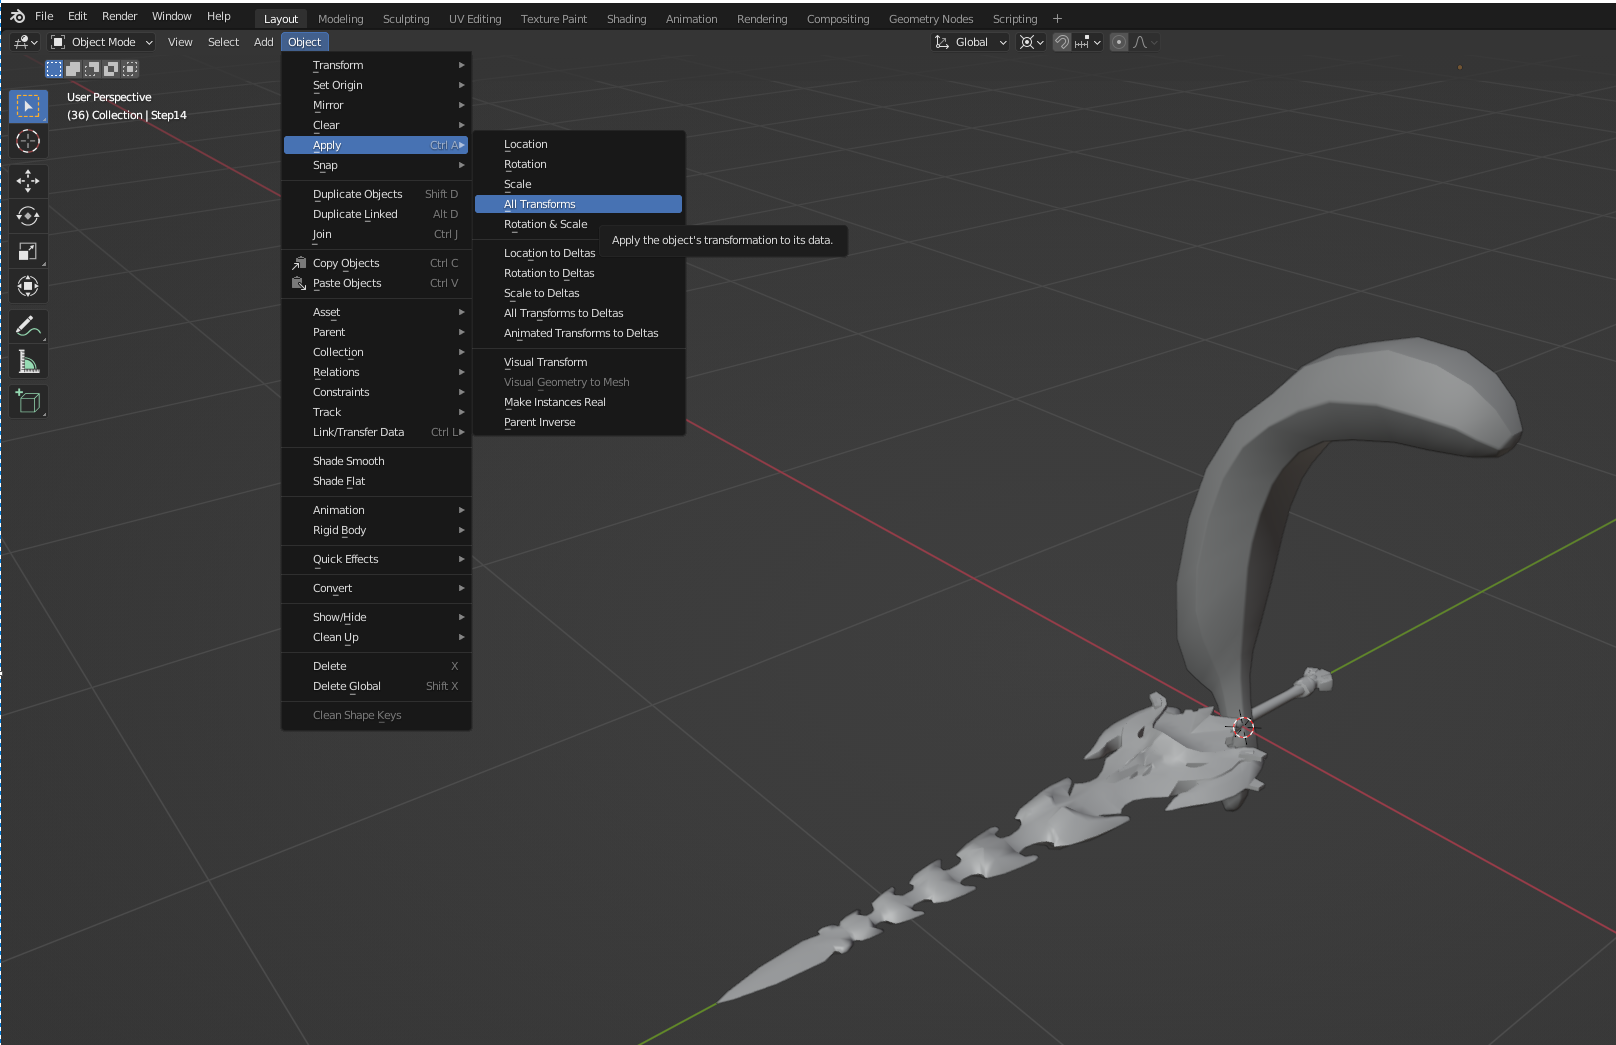 File Edit Render Window Help Layout Modeling Sculpting UV Editing Texture Paint Shading Animation Rendering Compositing Geometry Nodes Scripting +
Object Mode View Select Add Object Global
User Perspective
(36) Collection | Step14
Transform
Set Origin
Mirror
Clear
Apply Ctrl A
Snap
Duplicate Objects Shift D
Duplicate Linked Alt D
Join Ctrl J
Copy Objects Ctrl C
Paste Objects Ctrl V
Asset
Parent
Collection
Relations
Constraints
Track
Link/Transfer Data Ctrl L
Shade Smooth
Shade Flat
Animation
Rigid Body
Quick Effects
Convert
Show/Hide
Clean Up
Delete X
Delete Global Shift X
Clean Shape Keys
Location
Rotation
Scale
All Transforms
Rotation & Scale
Apply the object's transformation to its data.
Location to Deltas
Rotation to Deltas
Scale to Deltas
All Transforms to Deltas
Animated Transforms to Deltas
Visual Transform
Visual Geometry to Mesh
Make Instances Real
Parent Inverse